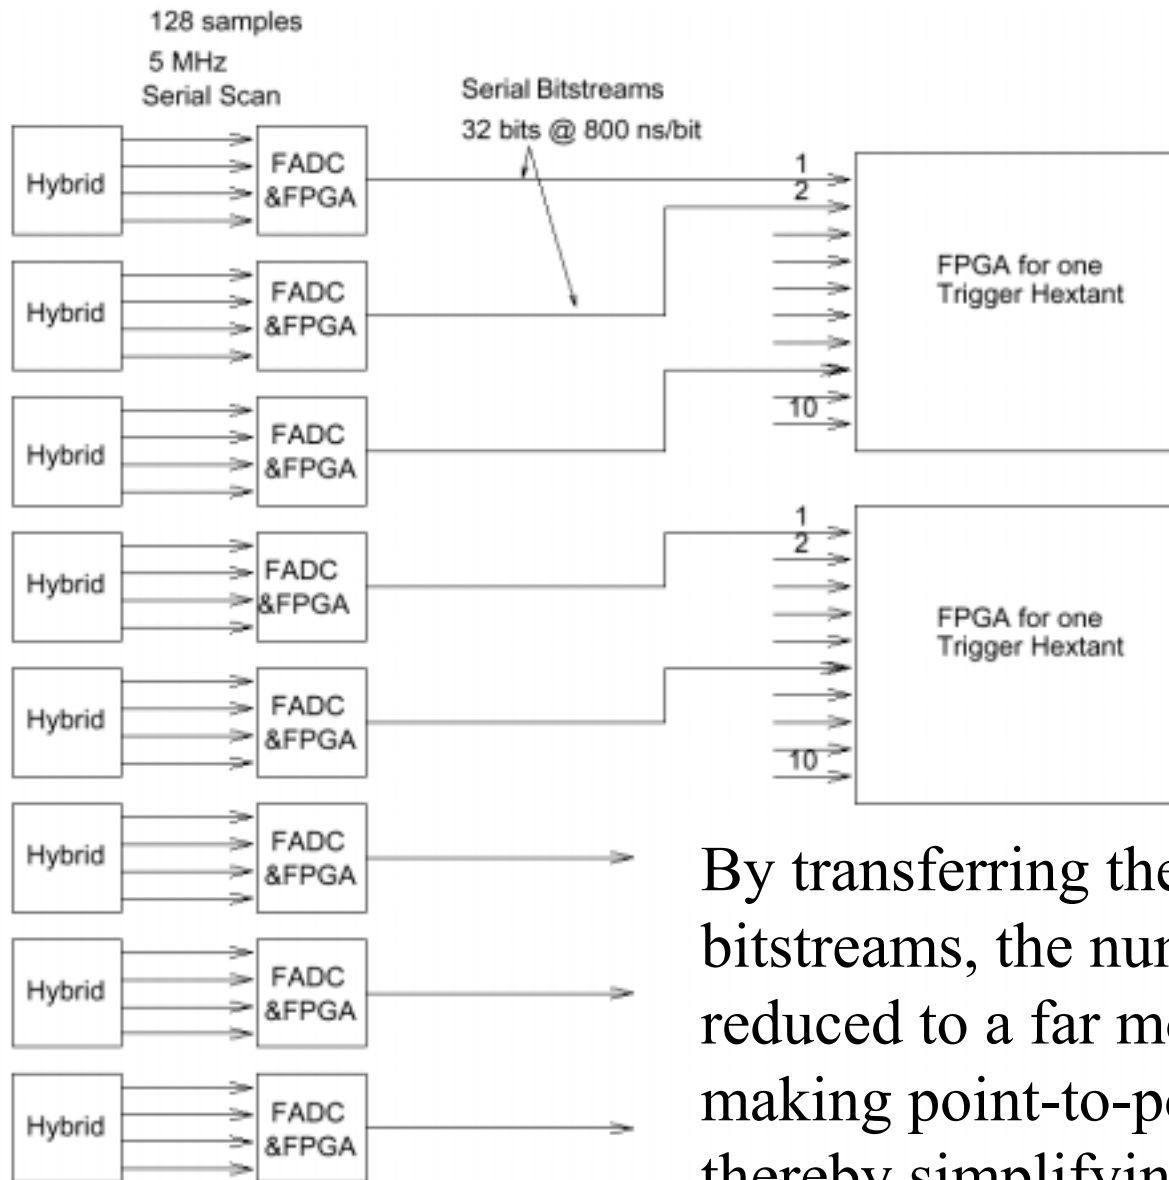 128 samples
5 MHz
Serial Scan
Serial Bitstreams
32 bits @ 800 ns/bit
Hybrid
FADC
&FPGA
1
2
10
FPGA for one
Trigger Hextant
Hybrid
FADC
&FPGA
Hybrid
FADC
&FPGA
Hybrid
FADC
&FPGA
1
2
10
FPGA for one
Trigger Hextant
Hybrid
FADC
&FPGA
Hybrid
FADC
&FPGA
Hybrid
FADC
&FPGA
Hybrid
FADC
&FPGA
By transferring the
bitstreams, the
reduced to a far
making point-to-
thereby simplifying